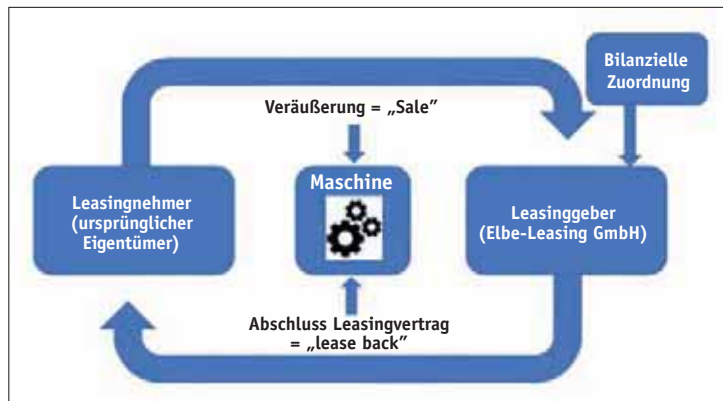 Bilanzielle
Zuordnung
Veräußerung = „Sale”
Leasingnehmer
(ursprünglicher
Eigentümer)
Maschine
Leasinggeber
(Elbe-Leasing GmbH)
Abschluss Leasingvertrag
= „lease back”